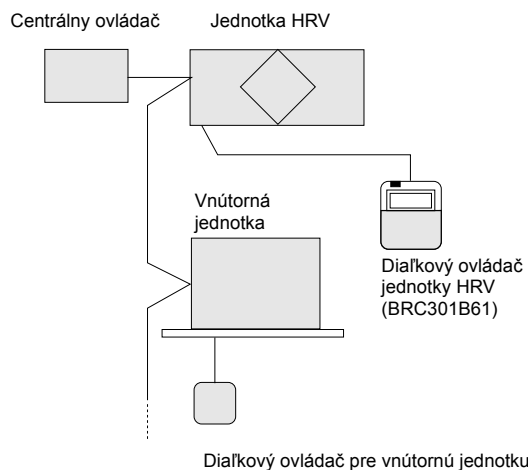 Centrálny ovládač
Jednotka HRV
Vnútorná
jednotka
Diaľkový ovládač
jednotky HRV
(BRC301B61)
Diaľkový ovládač pre vnútornú jednotku